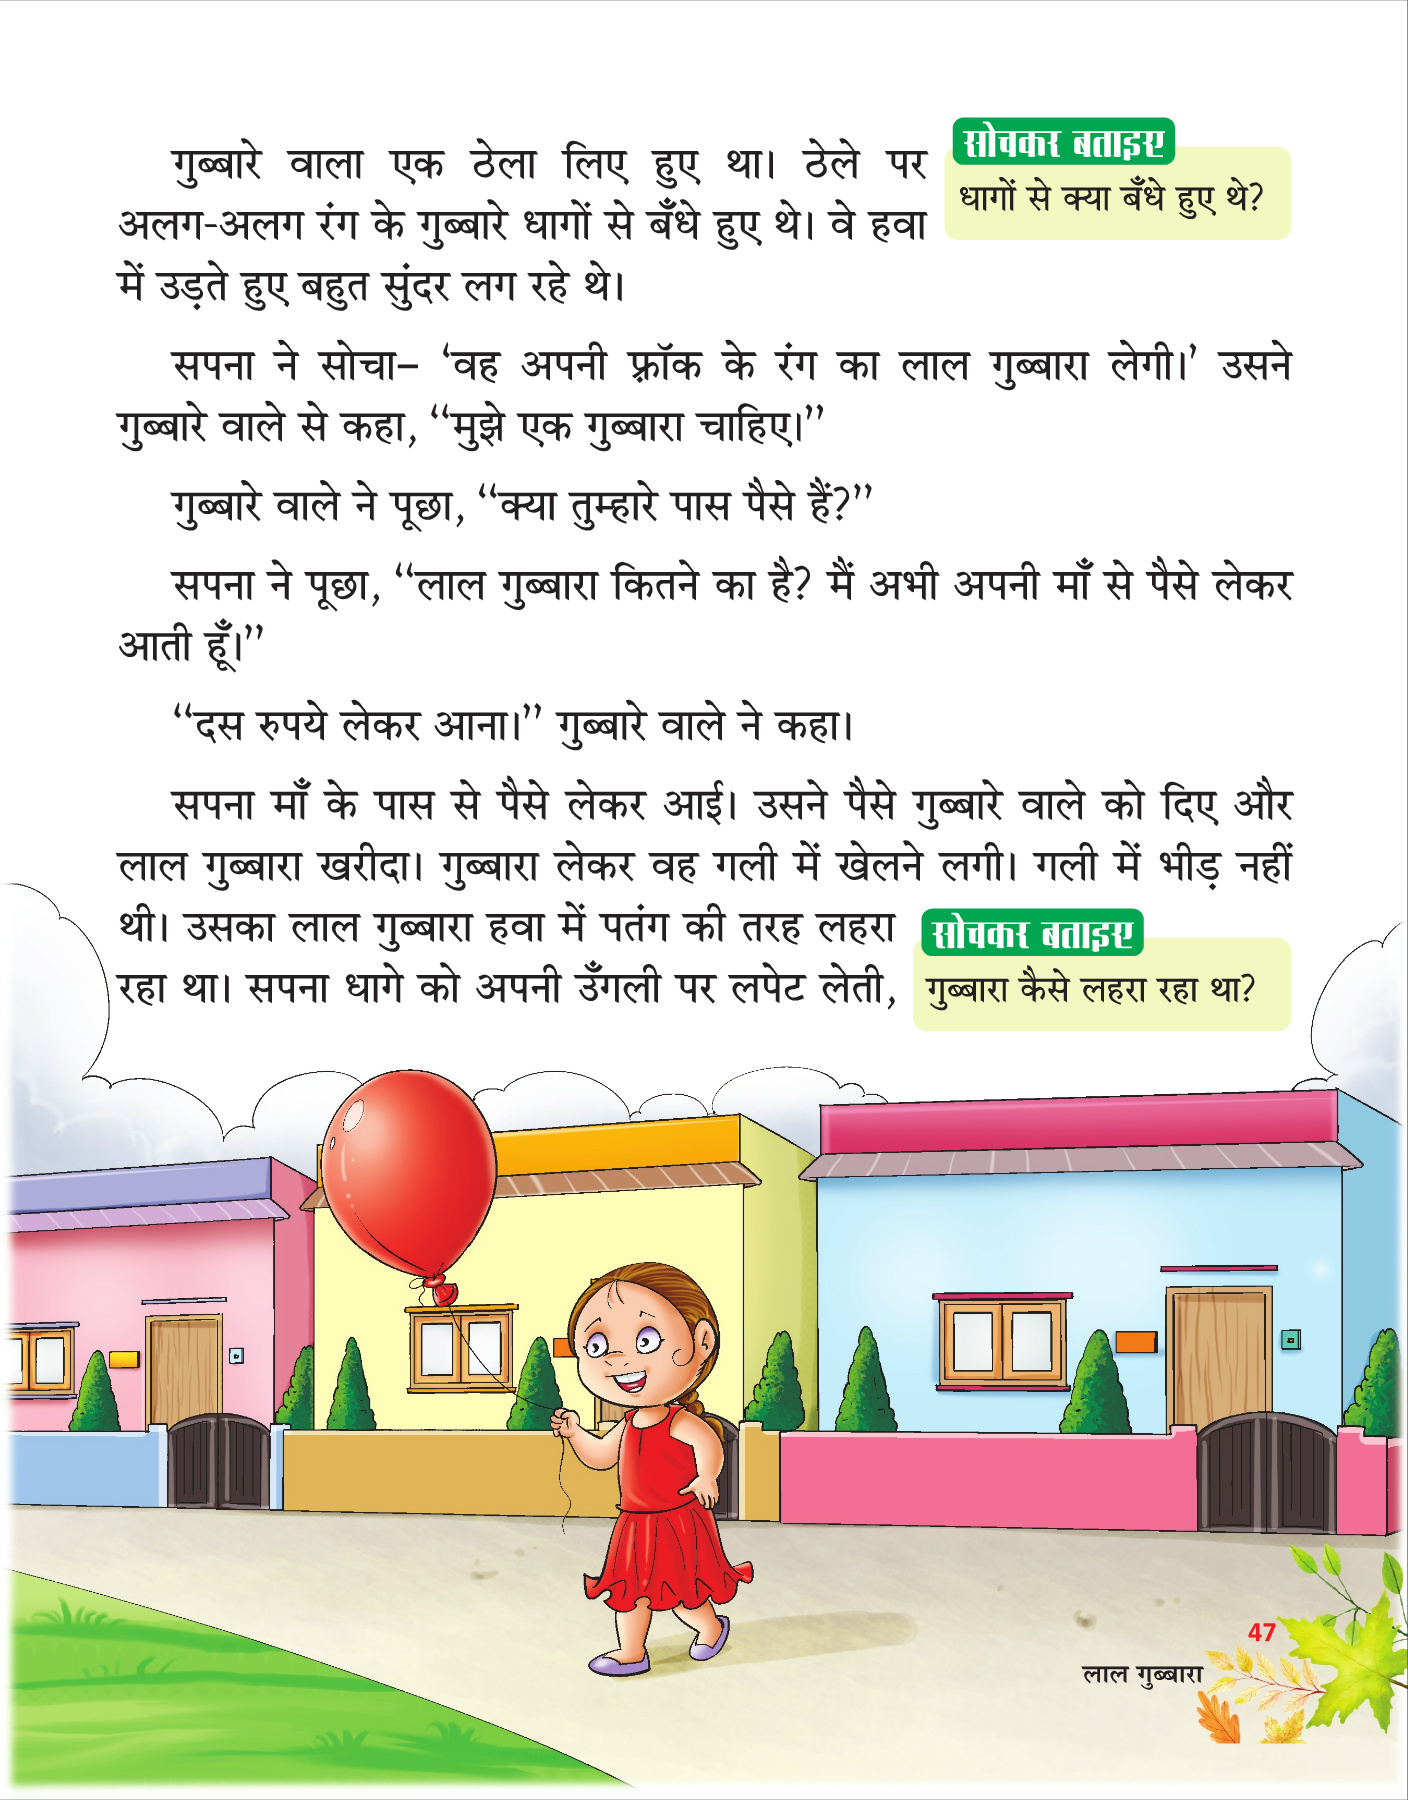 गुब्बारे वाला एक ठेला लिए हुए था। ठेले पर
अलग-अलग रंग के गुब्बारे धागों से बँधे हुए थे। वे हवा
में उड़ते हुए बहुत सुंदर लग रहे थे।
सोचकर बताइए
धागों से क्या बँधे हुए थे?
सपना ने सोचा– ‘वह अपनी फ़्रॉक के रंग का लाल गुब्बारा लेगी।’ उसने
गुब्बारे वाले से कहा, “मुझे एक गुब्बारा चाहिए।”
गुब्बारे वाले ने पूछा, “क्या तुम्हारे पास पैसे हैं?”
सपना ने पूछा, “लाल गुब्बारा कितने का है? मैं अभी अपनी माँ से पैसे लेकर
आती हूँ।”
“दस रुपये लेकर आना।” गुब्बारे वाले ने कहा।
सपना माँ के पास से पैसे लेकर आई। उसने पैसे गुब्बारे वाले को दिए और
लाल गुब्बारा खरीदा। गुब्बारा लेकर वह गली में खेलने लगी। गली में भीड़ नहीं
थी। उसका लाल गुब्बारा हवा में पतंग की तरह लहरा
रहा था। सपना धागे को अपनी उँगली पर लपेट लेती,
सोचकर बताइए
गुब्बारा कैसे लहरा रहा था?
47
लाल गुब्बारा